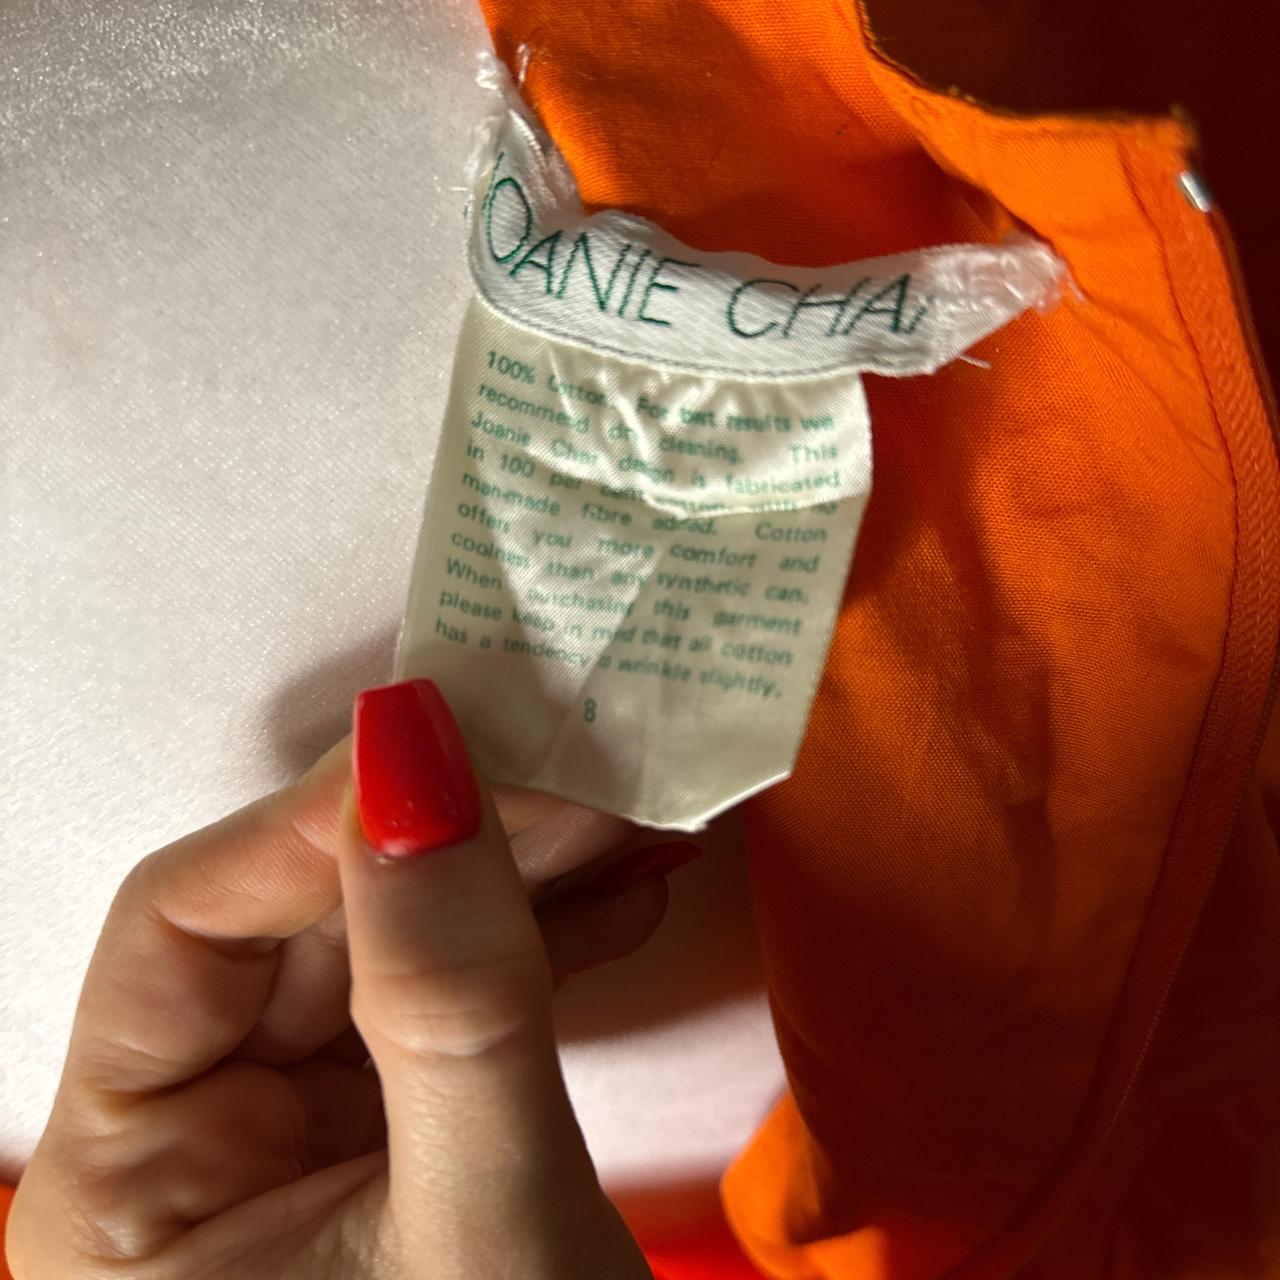 JOANIE CHAR
100% Cotton. For best results we
recommend dry cleaning. This
Joanie Char design is fabricated
in 100 per cent cotton with no
man-made fibre added. Cotton
offers you more comfort and
coolness than any synthetic can.
When purchasing this garment
please keep in mind that all cotton
has a tendency to wrinkle slightly.
8